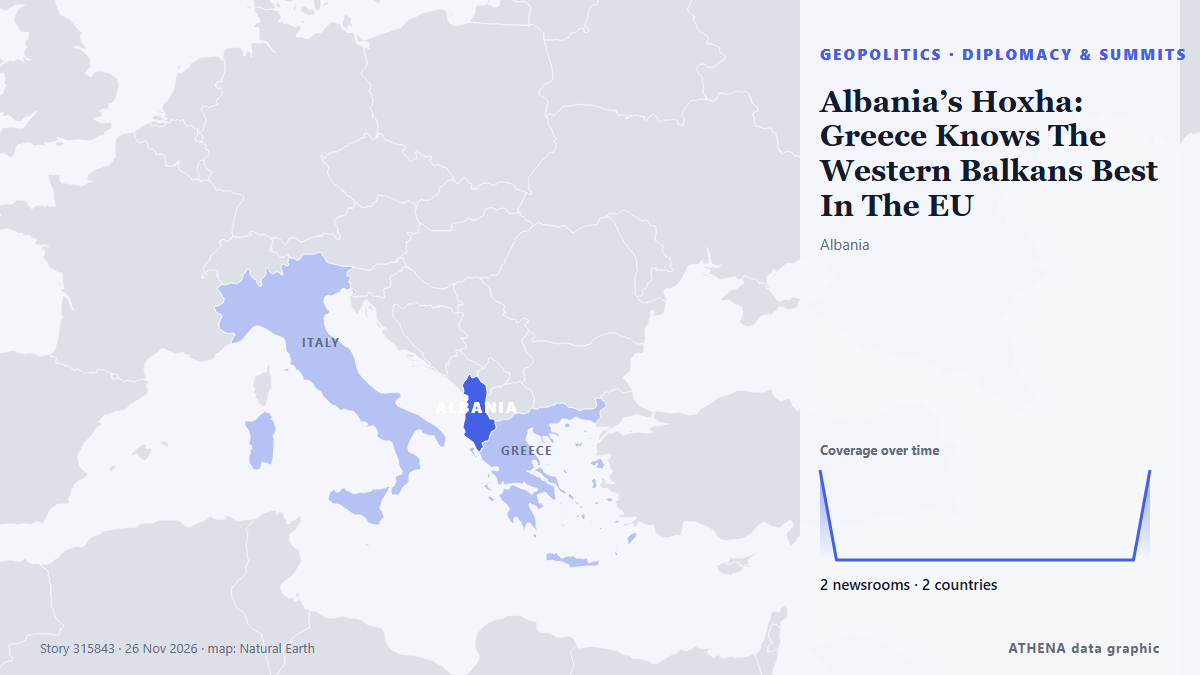 GEOPOLITICS · DIPLOMACY & SUMMITS
Albania’s Hoxha:
Greece Knows The
Western Balkans Best
In The EU
Albania
ITALY
ALBANIA
GREECE
Coverage over time
2 newsrooms · 2 countries
Story 315843 · 26 Nov 2026 · map: Natural Earth
ATHENA data graphic